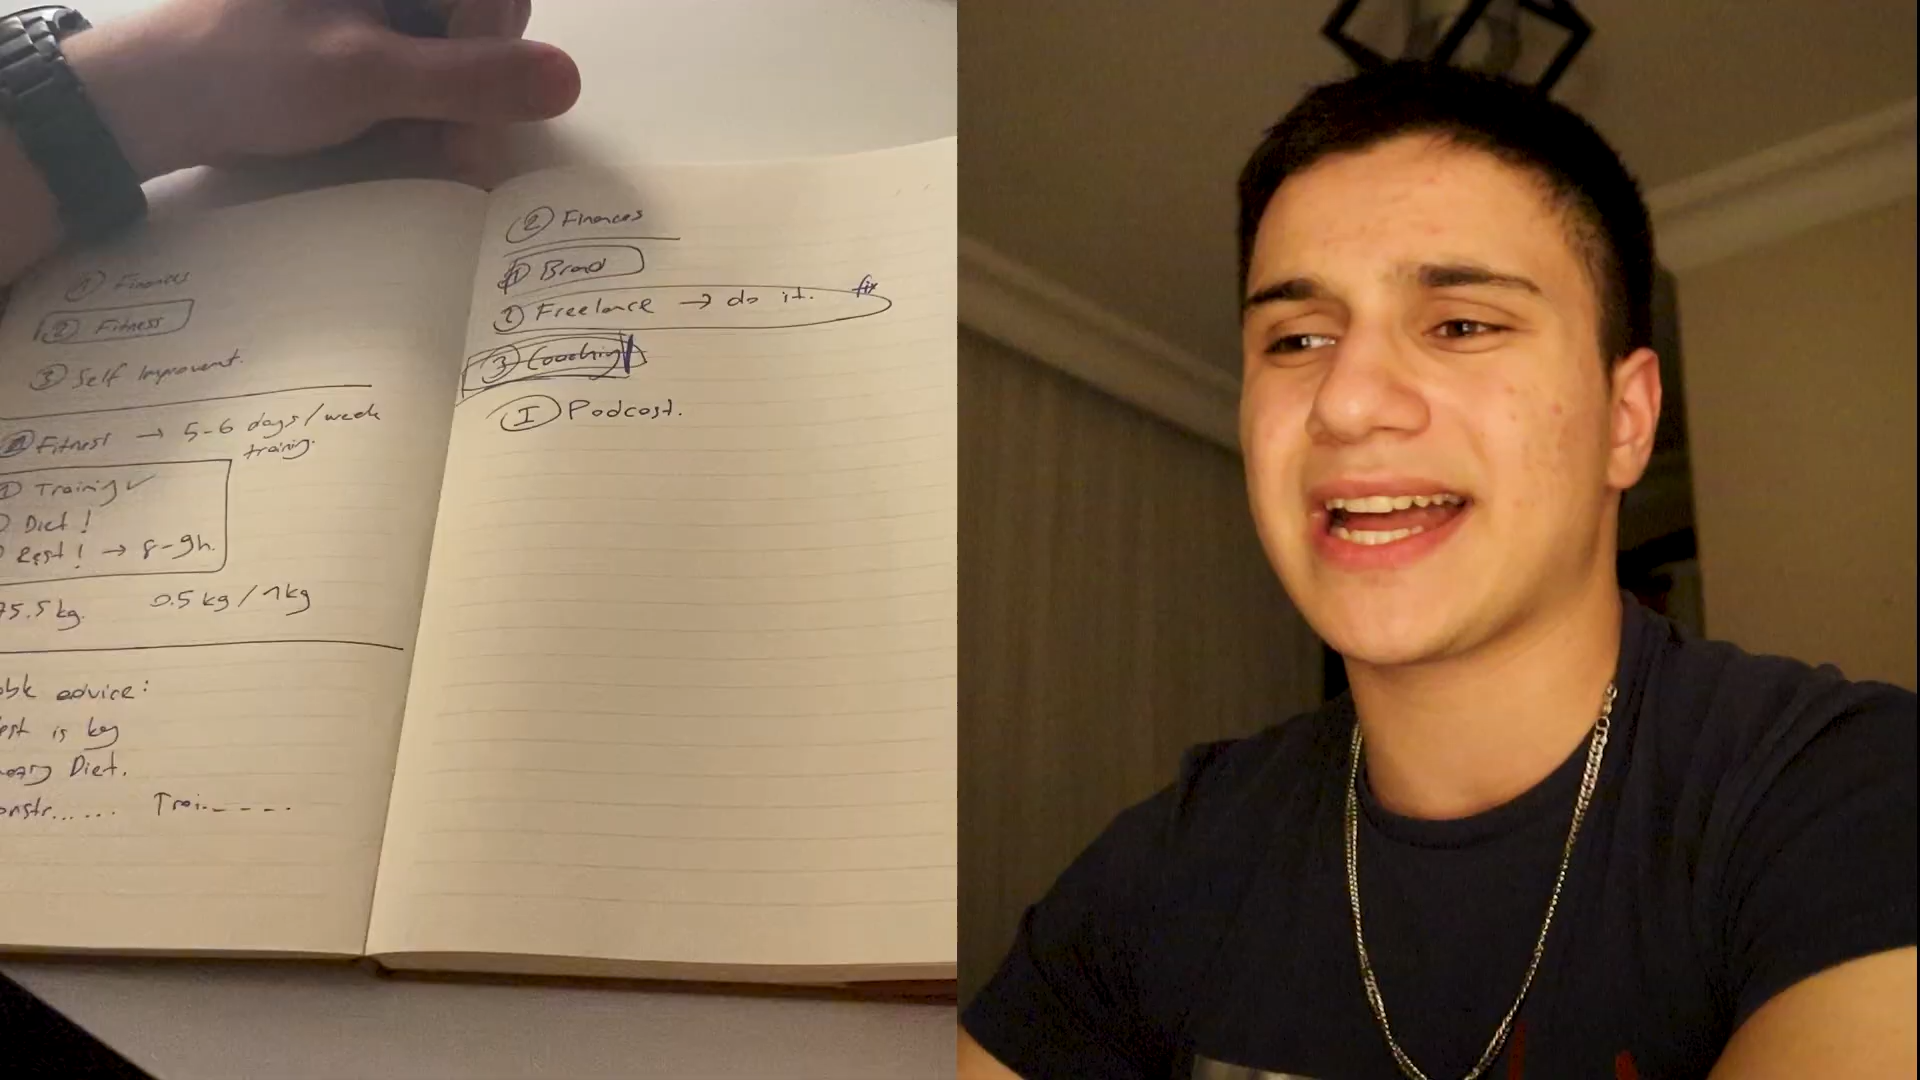 ① Finances
② Fitness
③ Self Improvemt.
Fitness → 5-6 days/week
training.
① Training ✓
Diet!
Rest! → 8-9h.
75.5 kg. 0.5 kg / 1kg
advice:
is key
Diet.
Trai.----.
② Finances
① Brand
② Freelance → do it. fix
③ Coaching
Ⓘ Podcast.